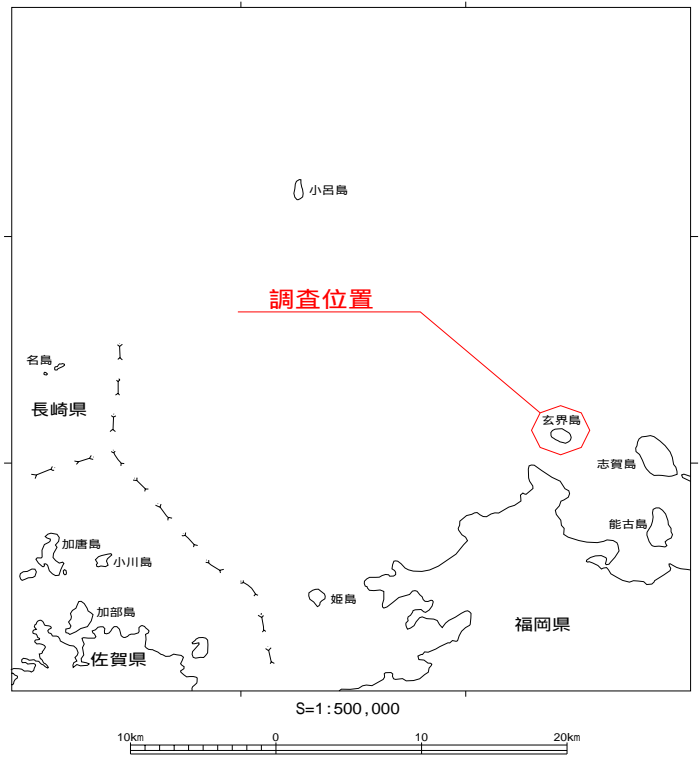 小呂島
調査位置
名島
長崎県
玄界島
志賀島
能古島
加唐島
小川島
姫島
加部島
福岡県
佐賀県
S=1:500,000
10km 0 10 20km